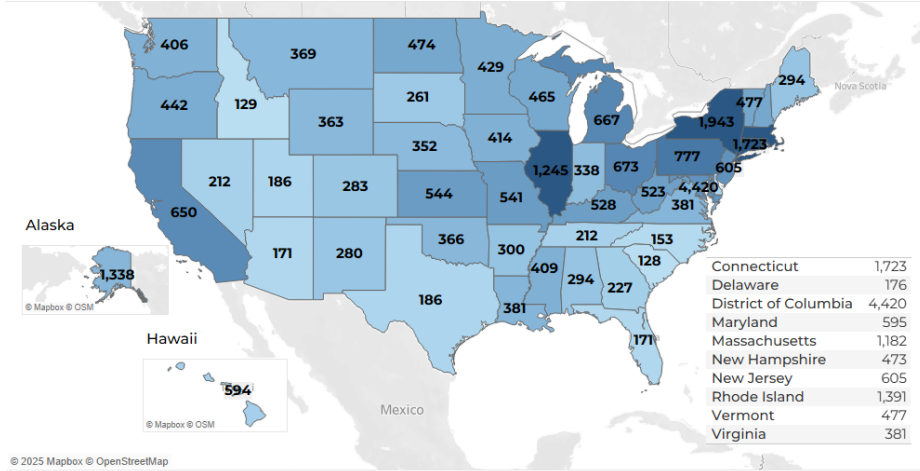 406
369
474
429
294
Nova Scotia
477
442
129
261
465
667
1,943
363
1,723
352
414
777
605
212
186
283
1,245
338
673
650
544
541
528
523
4,420
381
171
280
366
300
212
153
128
409
294
227
186
381
171
Alaska
1,338
© Mapbox © OSM
Hawaii
594
© Mapbox © OSM
Mexico
Connecticut 1,723
Delaware 176
District of Columbia 4,420
Maryland 595
Massachusetts 1,182
New Hampshire 473
New Jersey 605
Rhode Island 1,391
Vermont 477
Virginia 381
© 2025 Mapbox © OpenStreetMap